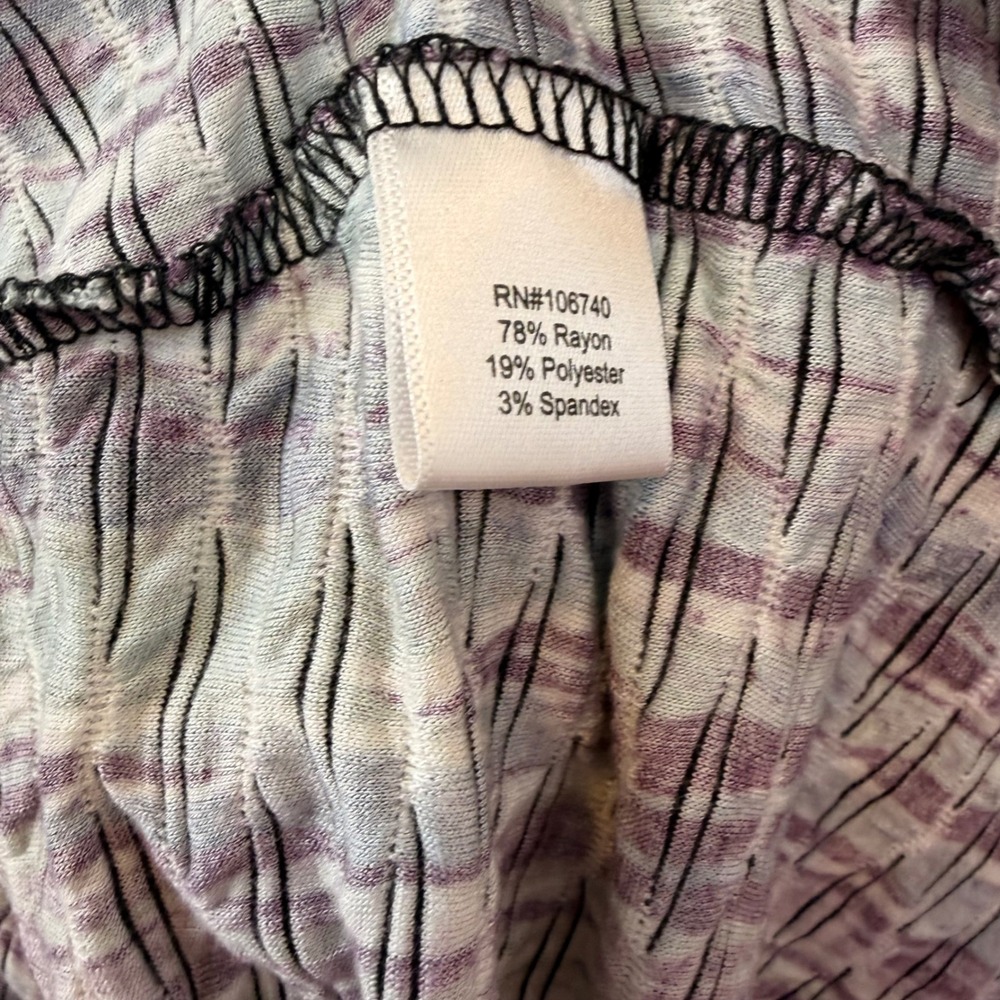 RN#106740
78% Rayon
19% Polyester
3% Spandex